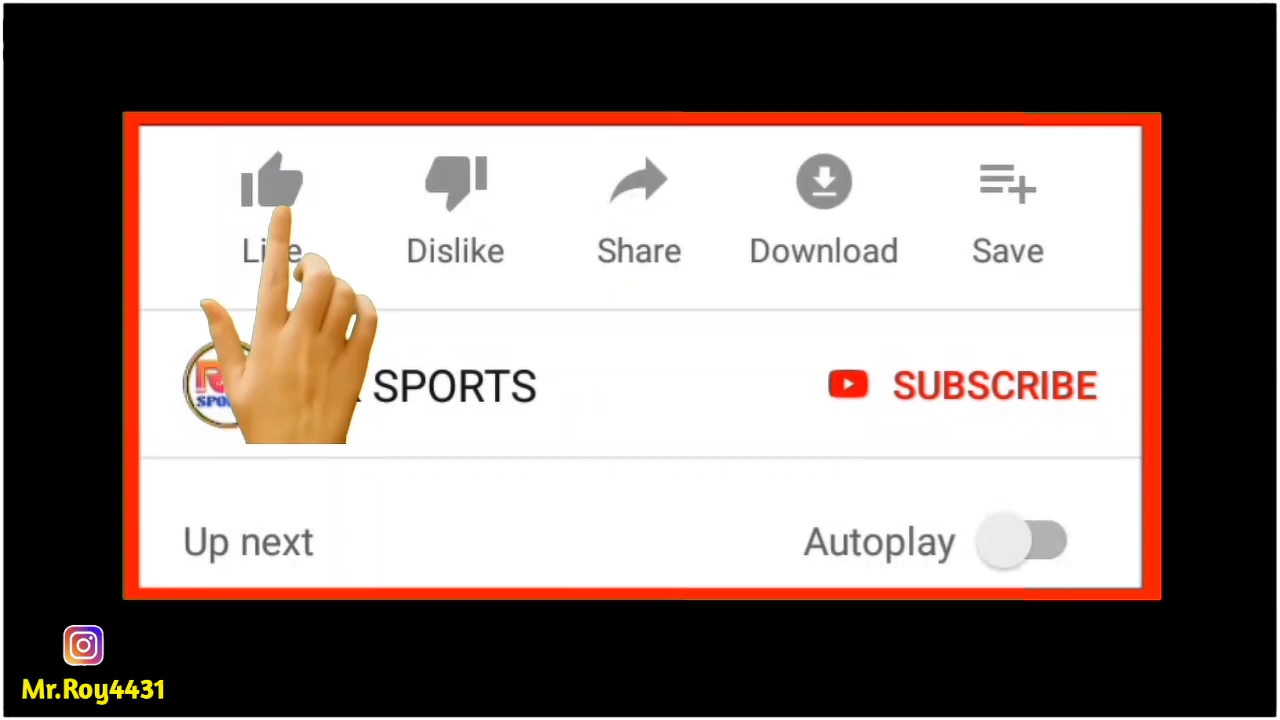 Dislike
Share
Download
Save
SPORTS
SUBSCRIBE
Up next
Autoplay
Mr.Roy4431